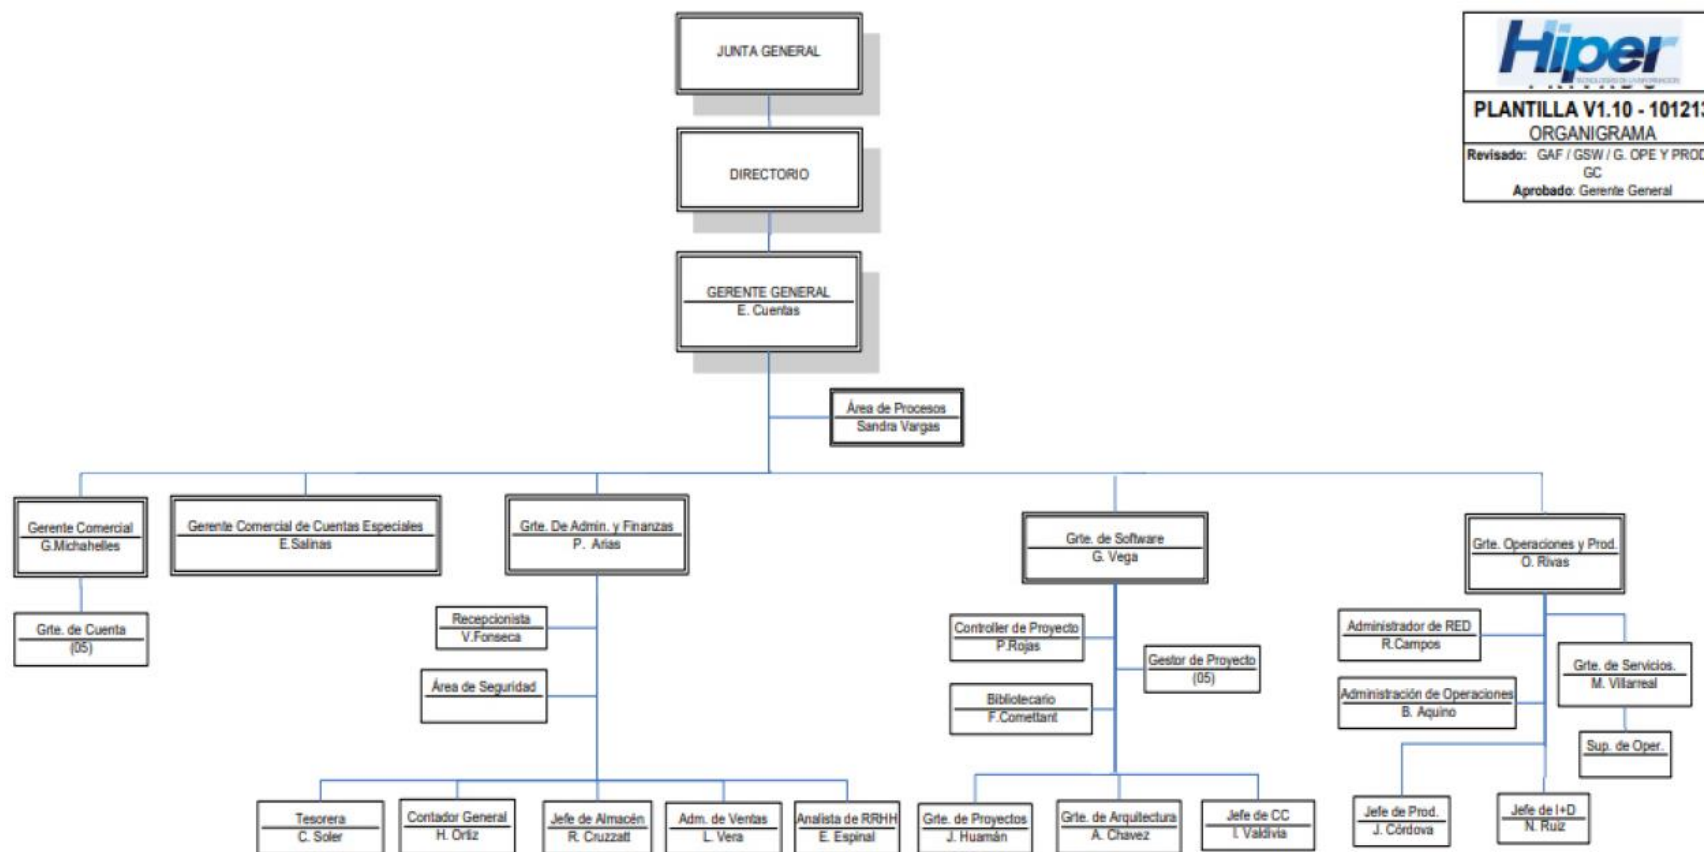 JUNTA GENERAL
Hiper
TECNOLOGÍAS DE LA INFORMACIÓN
PLANTILLA V1.10 - 101213
ORGANIGRAMA
Revisado: GAF / GSW / G. OPE Y PROD
GC
Aprobado: Gerente General
DIRECTORIO
GERENTE GENERAL
E. Cuentas
Área de Procesos
Sandra Vargas
Gerente Comercial
G.Michahelles
Gerente Comercial de Cuentas Especiales
E.Salinas
Grte. De Admin. y Finanzas
P. Arias
Grte. de Software
G. Vega
Grte. Operaciones y Prod.
O. Rivas
Grte. de Cuenta
(05)
Recepcionista
V.Fonseca
Área de Seguridad
Controller de Proyecto
P.Rojas
Gestor de Proyecto
(05)
Bibliotecario
F.Comettant
Administrador de RED
R.Campos
Grte. de Servicios.
M. Villarreal
Administración de Operaciones
B. Aquino
Sup. de Oper.
Tesorera
C. Soler
Contador General
H. Ortiz
Jefe de Almacén
R. Cruzzatt
Adm. de Ventas
L. Vera
Analista de RRHH
E. Espinal
Grte. de Proyectos
J. Huamán
Grte. de Arquitectura
A. Chavez
Jefe de CC
I. Valdivia
Jefe de Prod.
J. Córdova
Jefe de I+D
N. Ruiz